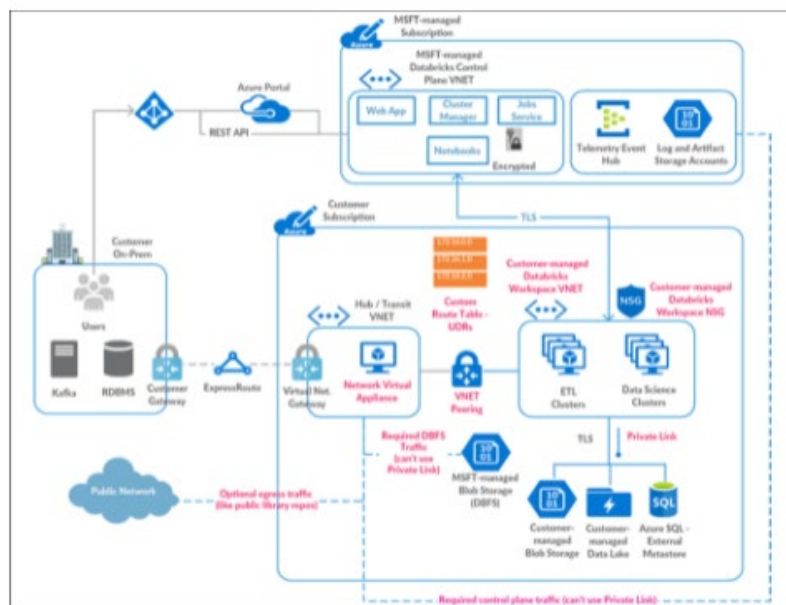 MSFT-managed
Subscription
Azure
MSFT-managed
Databricks Control
Plane VNET
Azure Portal
REST API
Web App
Cluster
Manager
Jobs
Service
Notebooks
Encrypted
Telemetry Event
Hub
Log and Artifact
Storage Accounts
TLS
Customer
Subscription
Azure
Customer
On-Prem
Users
Kafka
RDBMS
Customer
Gateway
ExpressRoute
Virtual Net.
Gateway
Hub / Transit
VNET
Network Virtual
Appliance
Custom
Route Table -
UDRs
VNET
Peering
Customer-managed
Databricks
Workspace VNET
NSG
Customer-managed
Databricks
Workspace NSG
ETL
Clusters
Data Science
Clusters
TLS
Private Link
Required DBFS
Traffic
(can't use
Private Link)
MSFT-managed
Blob Storage
(DBFS)
Public Network
Optional egress traffic
(like public library repos)
Customer-
managed
Blob Storage
Customer-
managed
Data Lake
SQL
Azure SQL -
External
Metastore
Required control plane traffic (can't use Private Link)